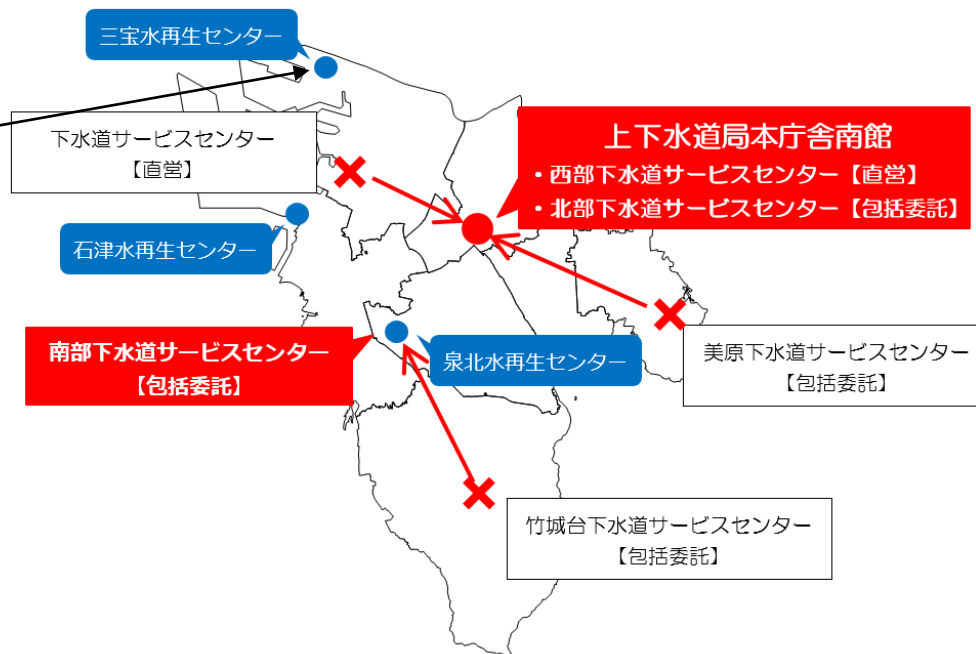 三宝水再生センター
下水道サービスセンター
【直営】
上下水道局本庁舎南館
・西部下水道サービスセンター【直営】
・北部下水道サービスセンター【包括委託】
石津水再生センター
南部下水道サービスセンター
【包括委託】
泉北水再生センター
美原下水道サービスセンター
【包括委託】
竹城台下水道サービスセンター
【包括委託】